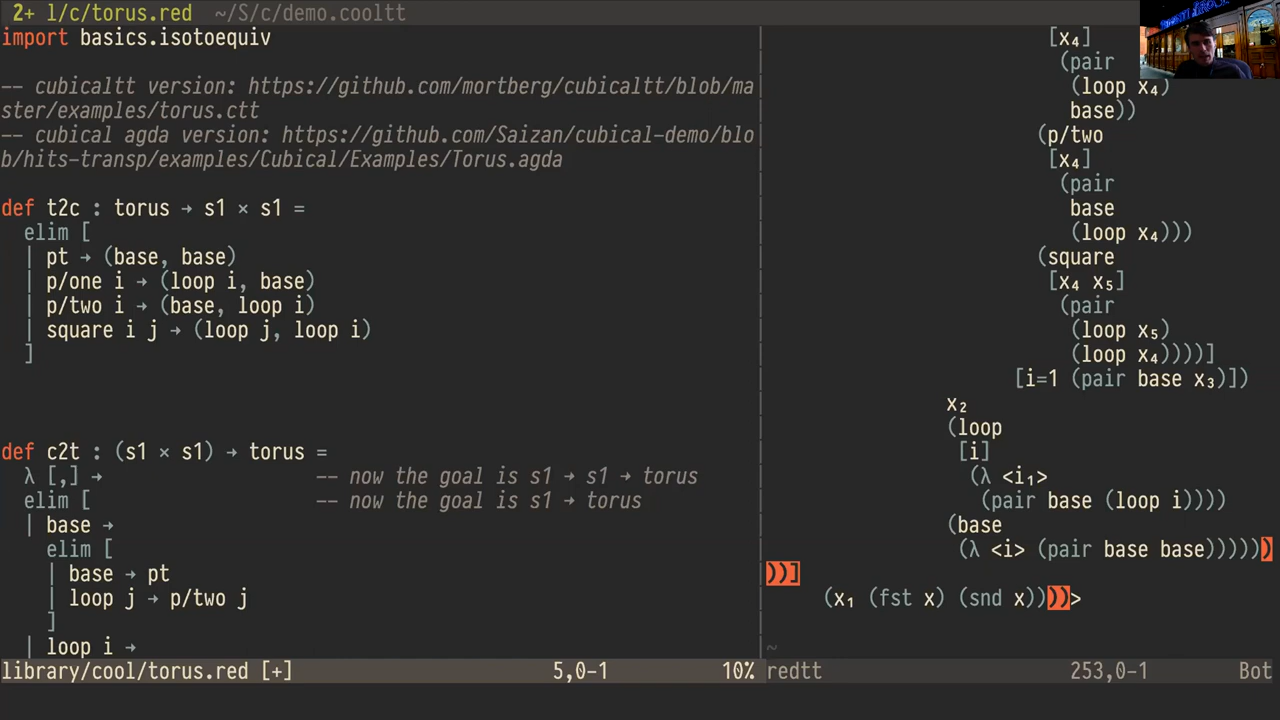 2+ l/c/torus.red  ~/S/c/demo.cooltt
import basics.isotoequiv
-- cubicaltt version: https://github.com/mortberg/cubicaltt/blob/ma
ster/examples/torus.ctt
-- cubical agda version: https://github.com/Saizan/cubical-demo/blo
b/hits-transp/examples/Cubical/Examples/Torus.agda
def t2c : torus → s1 × s1 =
elim [
| pt → (base, base)
| p/one i → (loop i, base)
| p/two i → (base, loop i)
| square i j → (loop j, loop i)
]
def c2t : (s1 × s1) → torus =
λ [,] → -- now the goal is s1 → s1 → torus
elim [ -- now the goal is s1 → torus
| base →
elim [
| base → pt
| loop j → p/two j
]
| loop i →
library/cool/torus.red [+] 5,0-1 10%
[x₄]
(pair
(loop x₄)
base))
(p/two
[x₄]
(pair
base
(loop x₄)))
(square
[x₄ x₅]
(pair
(loop x₅)
(loop x₄))))]
[i=1 (pair base x₃)])
x₂
(loop
[i]
(λ <i₁>
(pair base (loop i))))
(base
(λ <i> (pair base base))))))
))]
(x₁ (fst x) (snd x))))>
~
redtt 253,0-1 Bot